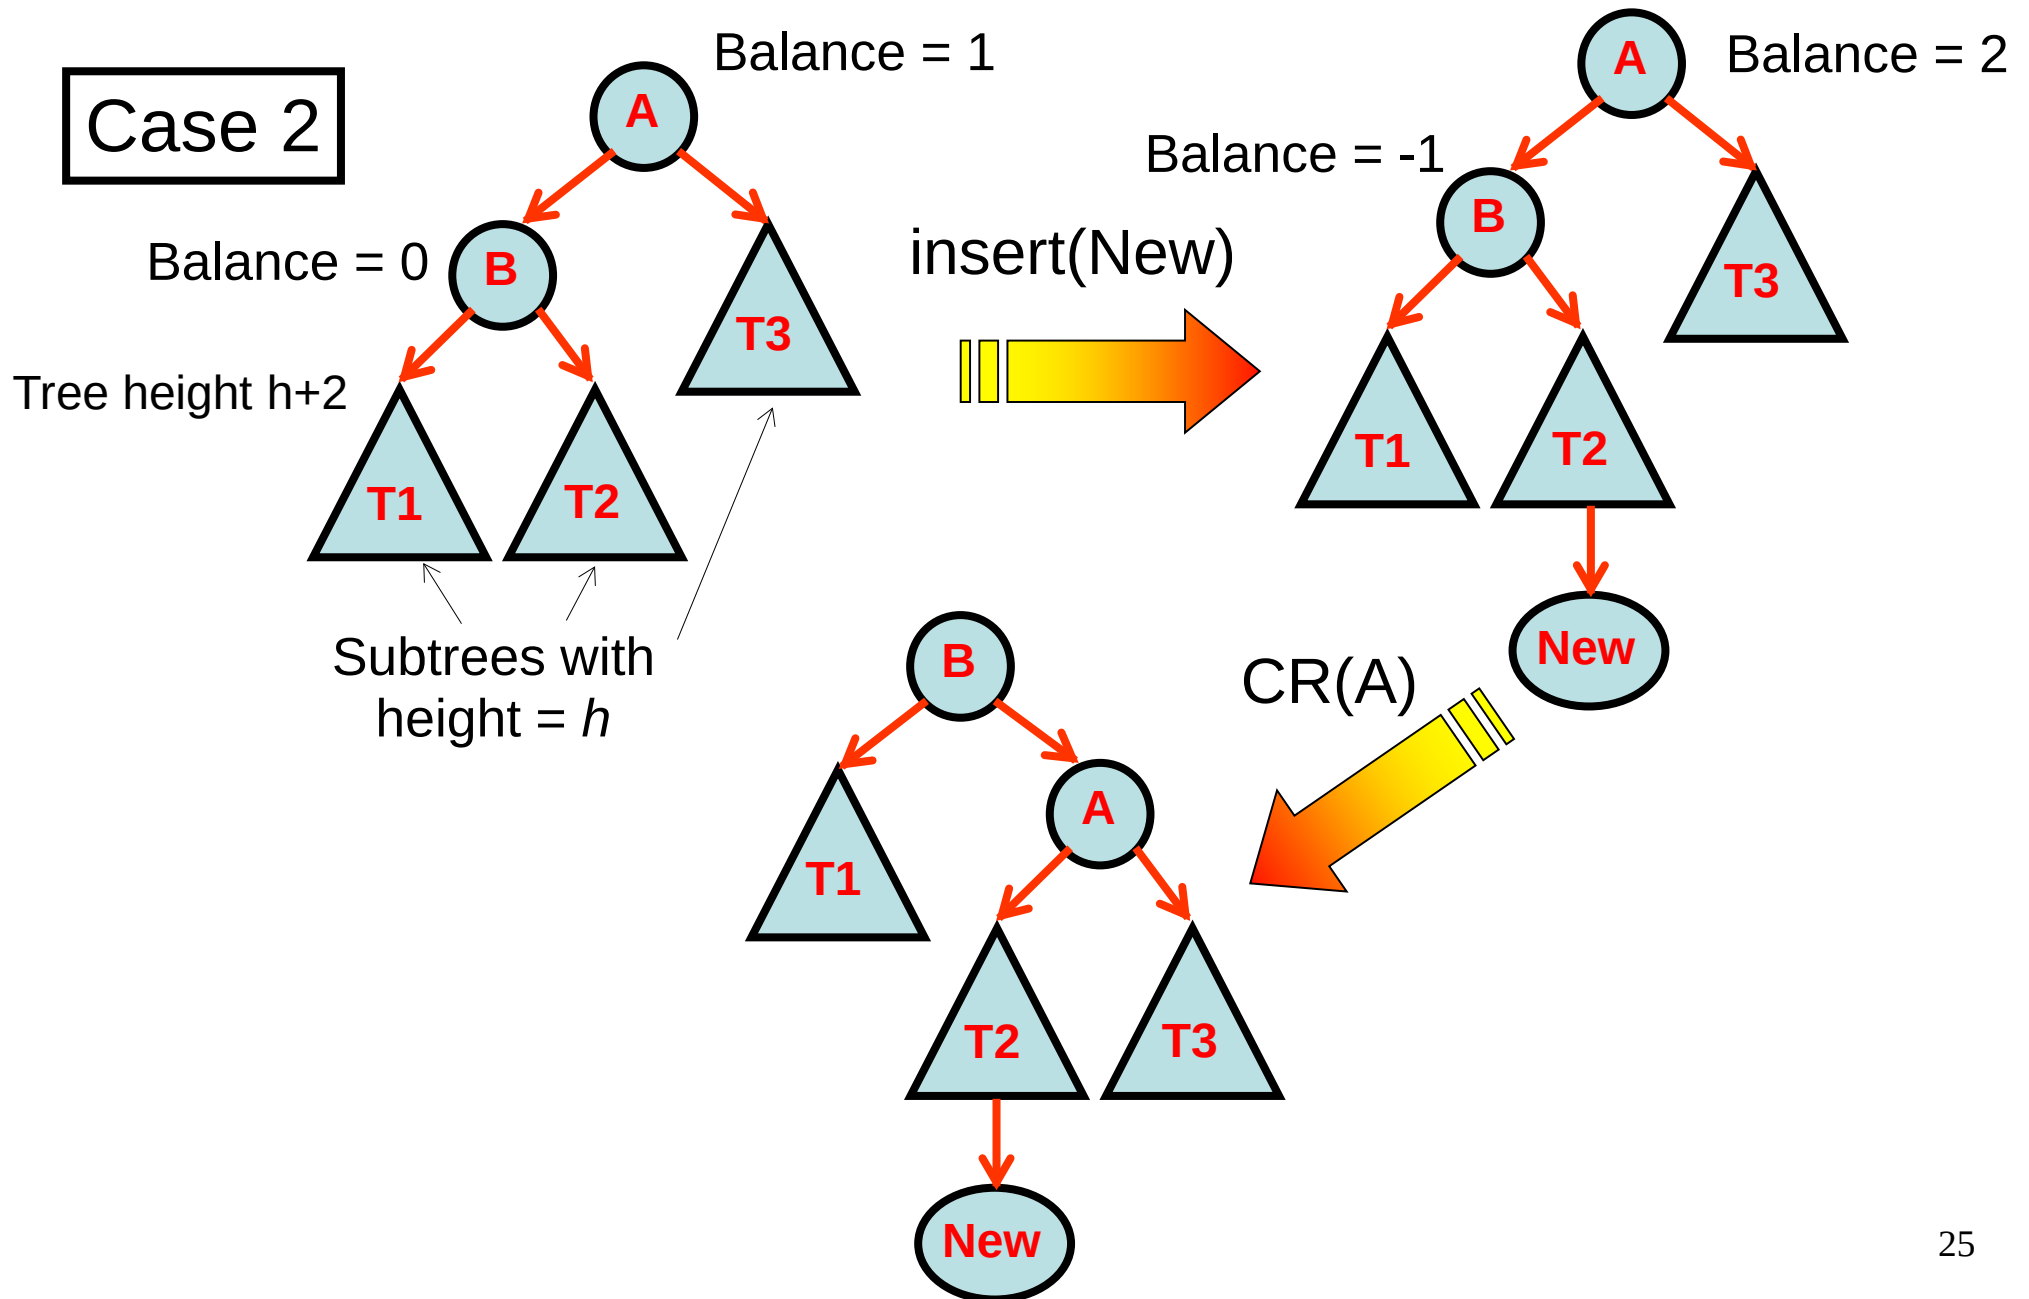 Case 2
Balance = 1
A
Balance = 0
B
T3
Tree height h+2
T1
T2
Subtrees with
height = h
insert(New)
A
Balance = 2
Balance = -1
B
T3
T1
T2
New
CR(A)
B
A
T1
T2
T3
New
25